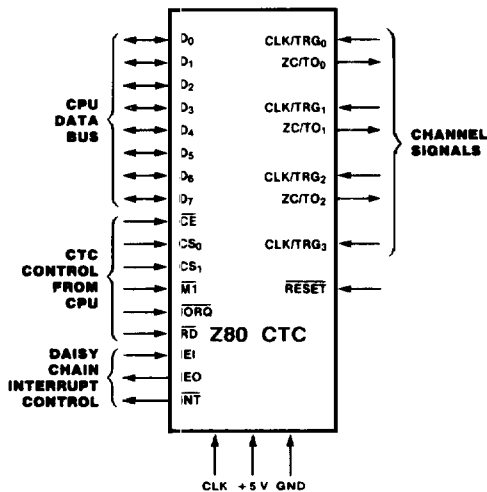 CPU
DATA
BUS
D0
D1
D2
D3
D4
D5
D6
D7
CTC
CONTROL
FROM
CPU
CE
CS0
CS1
M1
IORQ
RD
DAISY
CHAIN
INTERRUPT
CONTROL
IEI
IEO
INT
Z80 CTC
CLK/TRG0
ZC/TO0
CLK/TRG1
ZC/TO1
CLK/TRG2
ZC/TO2
CLK/TRG3
RESET
CHANNEL
SIGNALS
CLK +5 V GND